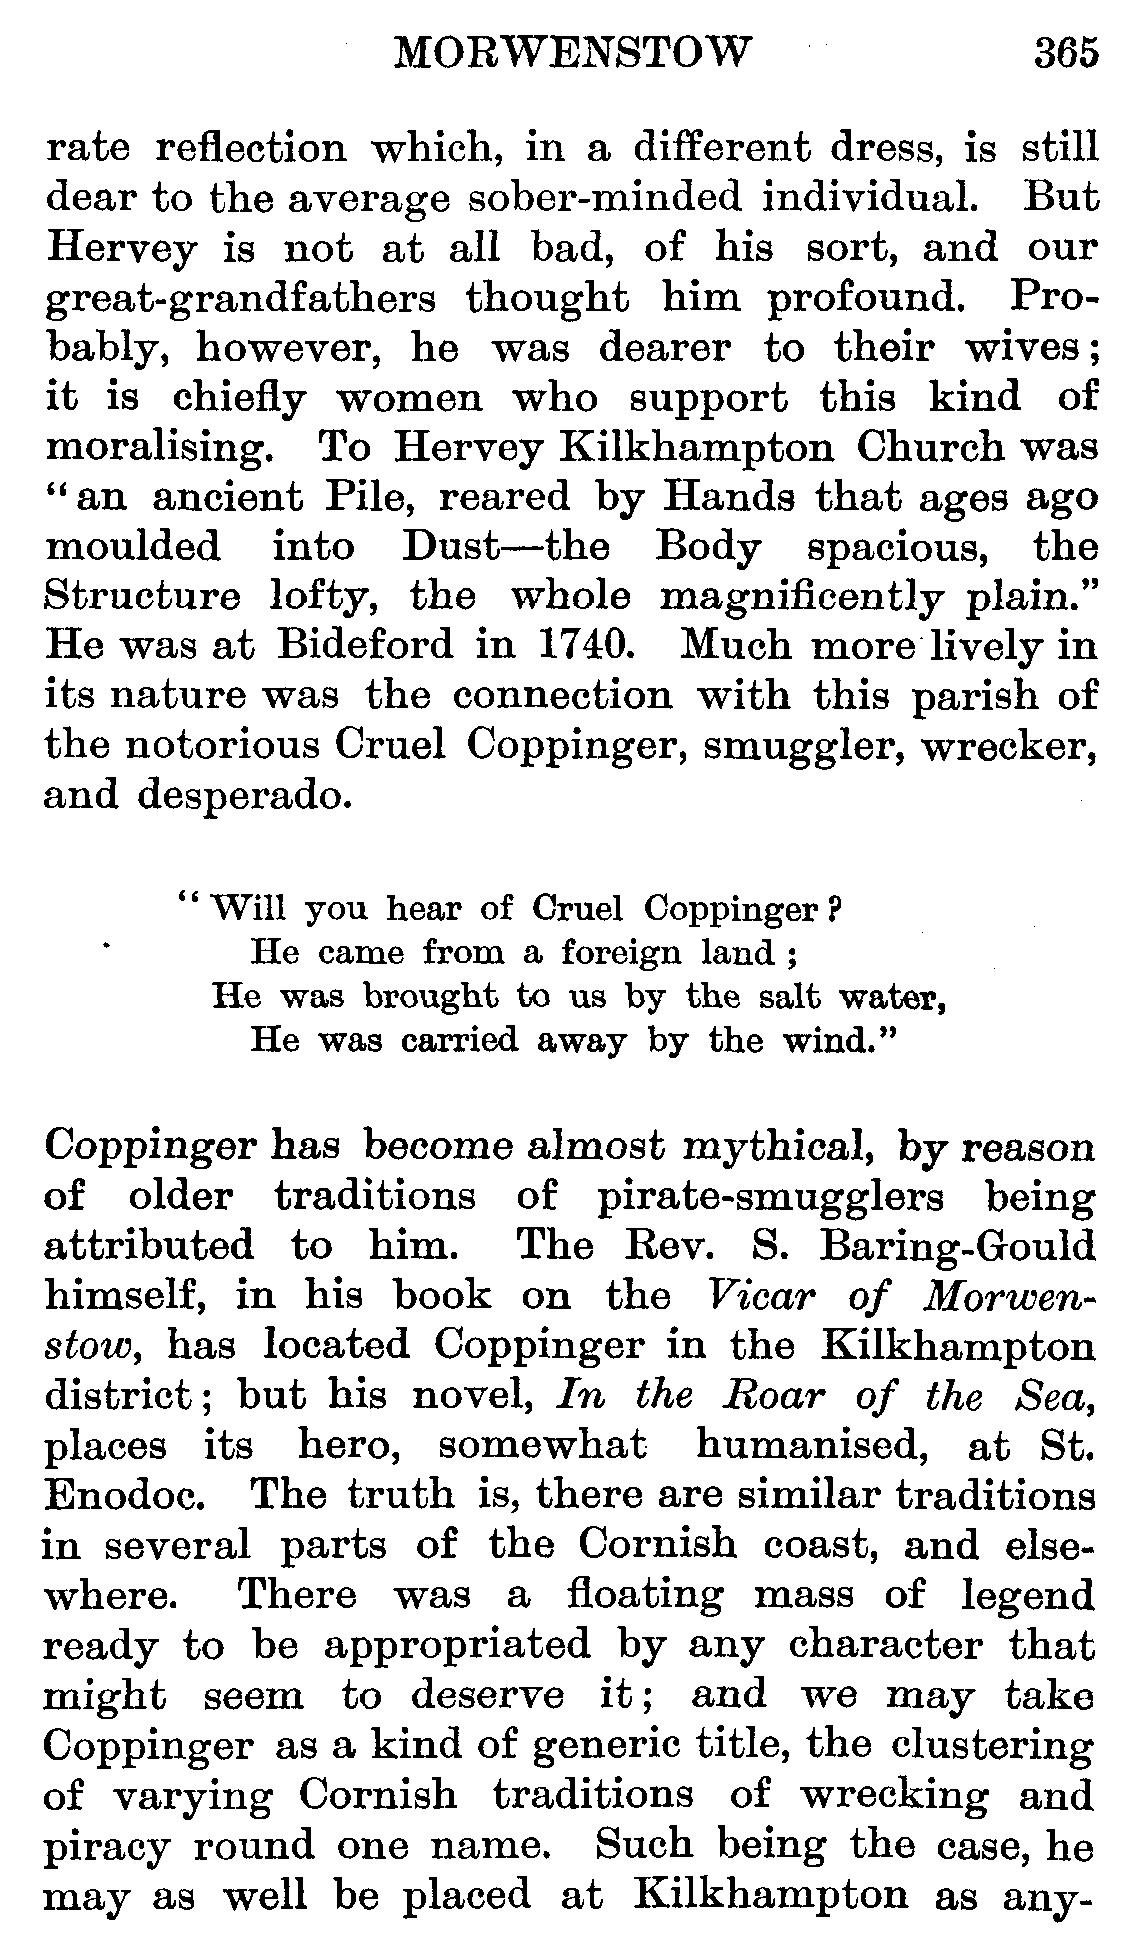 MORWENSTOW 365
rate reflection which, in a different dress, is still
dear to the average sober-minded individual. But
Hervey is not at all bad, of his sort, and our
great-grandfathers thought him profound. Pro-
bably, however, he was dearer to their wives;
it is chiefly women who support this kind of
moralising. To Hervey Kilkhampton Church was
“an ancient Pile, reared by Hands that ages ago
moulded into Dust—the Body spacious, the
Structure lofty, the whole magnificently plain.”
He was at Bideford in 1740. Much more lively in
its nature was the connection with this parish of
the notorious Cruel Coppinger, smuggler, wrecker,
and desperado.
“Will you hear of Cruel Coppinger?
He came from a foreign land;
He was brought to us by the salt water,
He was carried away by the wind.”
Coppinger has become almost mythical, by reason
of older traditions of pirate-smugglers being
attributed to him. The Rev. S. Baring-Gould
himself, in his book on the Vicar of Morwen-
stow, has located Coppinger in the Kilkhampton
district; but his novel, In the Roar of the Sea,
places its hero, somewhat humanised, at St.
Enodoc. The truth is, there are similar traditions
in several parts of the Cornish coast, and else-
where. There was a floating mass of legend
ready to be appropriated by any character that
might seem to deserve it; and we may take
Coppinger as a kind of generic title, the clustering
of varying Cornish traditions of wrecking and
piracy round one name. Such being the case, he
may as well be placed at Kilkhampton as any-